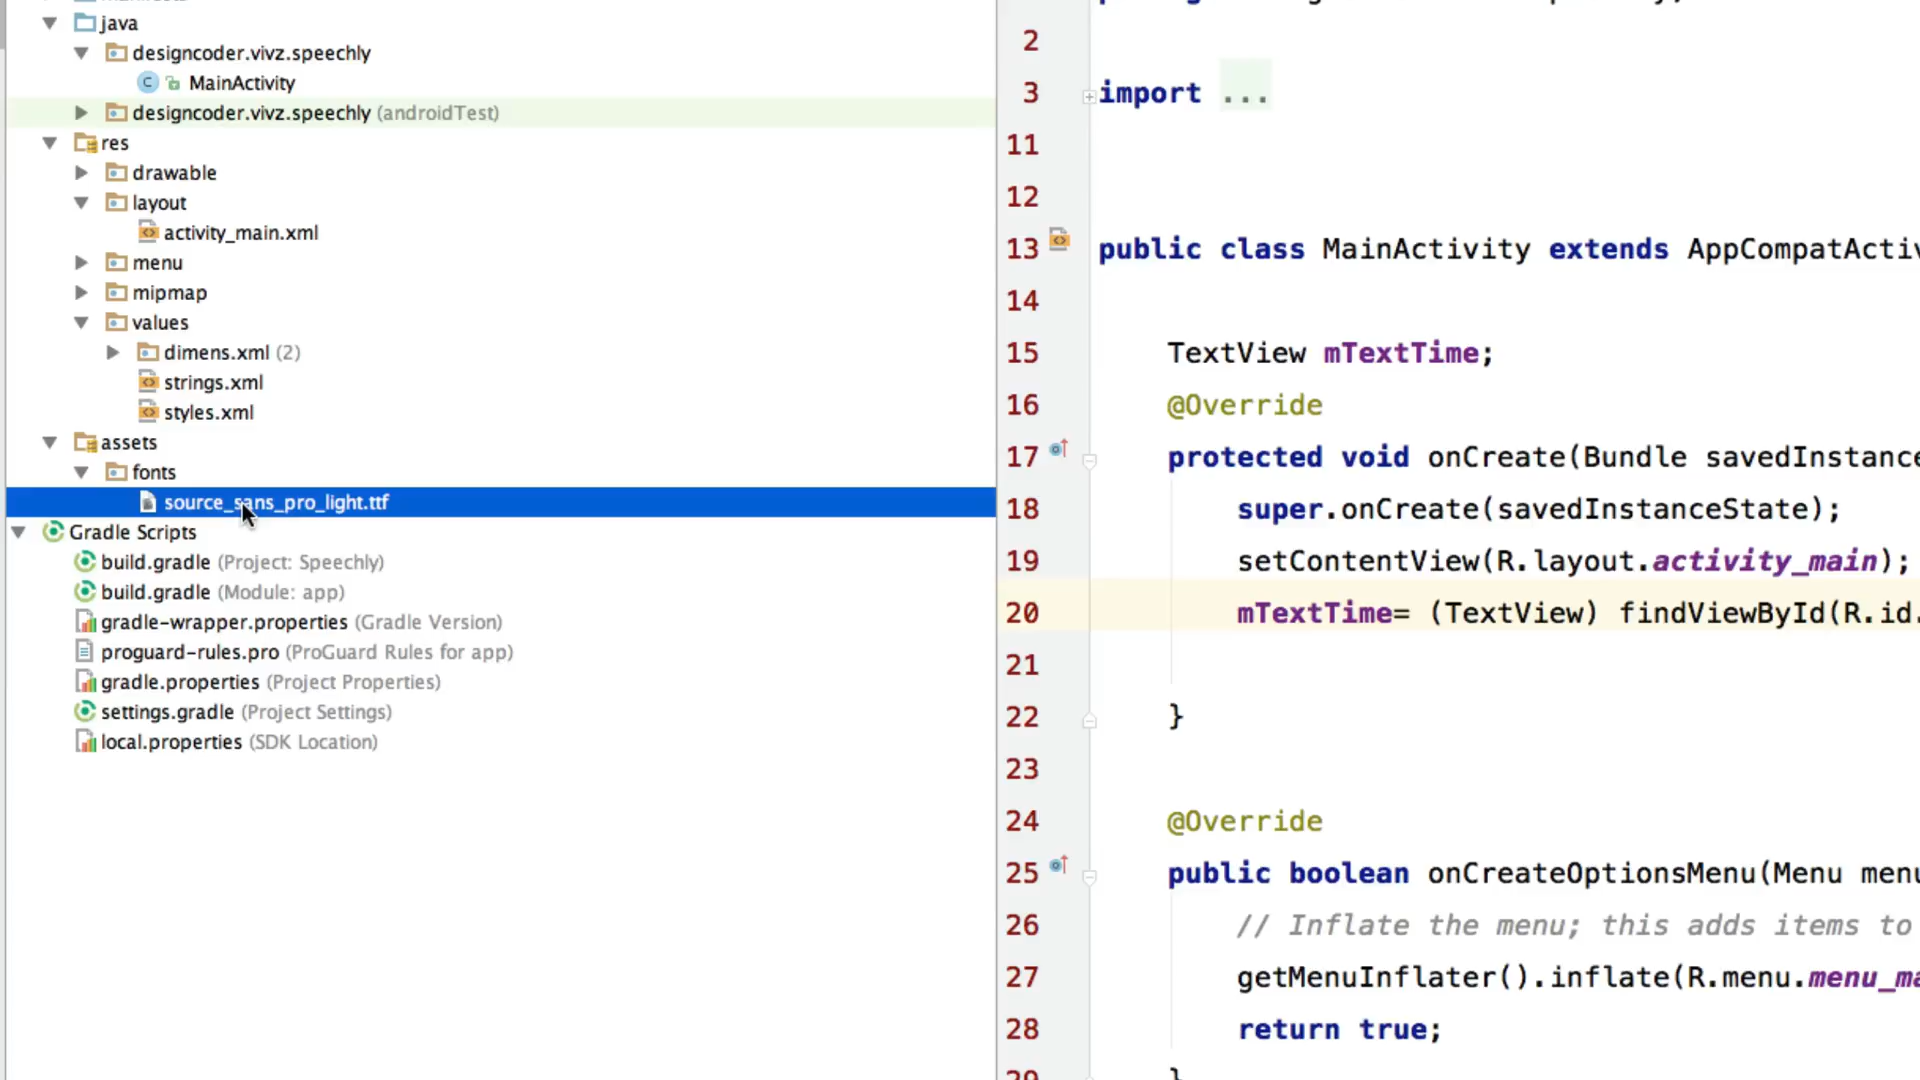 java
designcoder.vivz.speechly
MainActivity
designcoder.vivz.speechly (androidTest)
res
drawable
layout
activity_main.xml
menu
mipmap
values
dimens.xml (2)
strings.xml
styles.xml
assets
fonts
source_sans_pro_light.ttf
Gradle Scripts
build.gradle (Project: Speechly)
build.gradle (Module: app)
gradle-wrapper.properties (Gradle Version)
proguard-rules.pro (ProGuard Rules for app)
gradle.properties (Project Properties)
settings.gradle (Project Settings)
local.properties (SDK Location)
2
3 import ...
11
12
13 public class MainActivity extends AppCompatActiv
14
15 TextView mTextTime;
16 @Override
17 protected void onCreate(Bundle savedInstance
18 super.onCreate(savedInstanceState);
19 setContentView(R.layout.activity_main);
20 mTextTime= (TextView) findViewById(R.id.
21
22 }
23
24 @Override
25 public boolean onCreateOptionsMenu(Menu menu
26 // Inflate the menu; this adds items to
27 getMenuInflater().inflate(R.menu.menu_ma
28 return true;
29 }